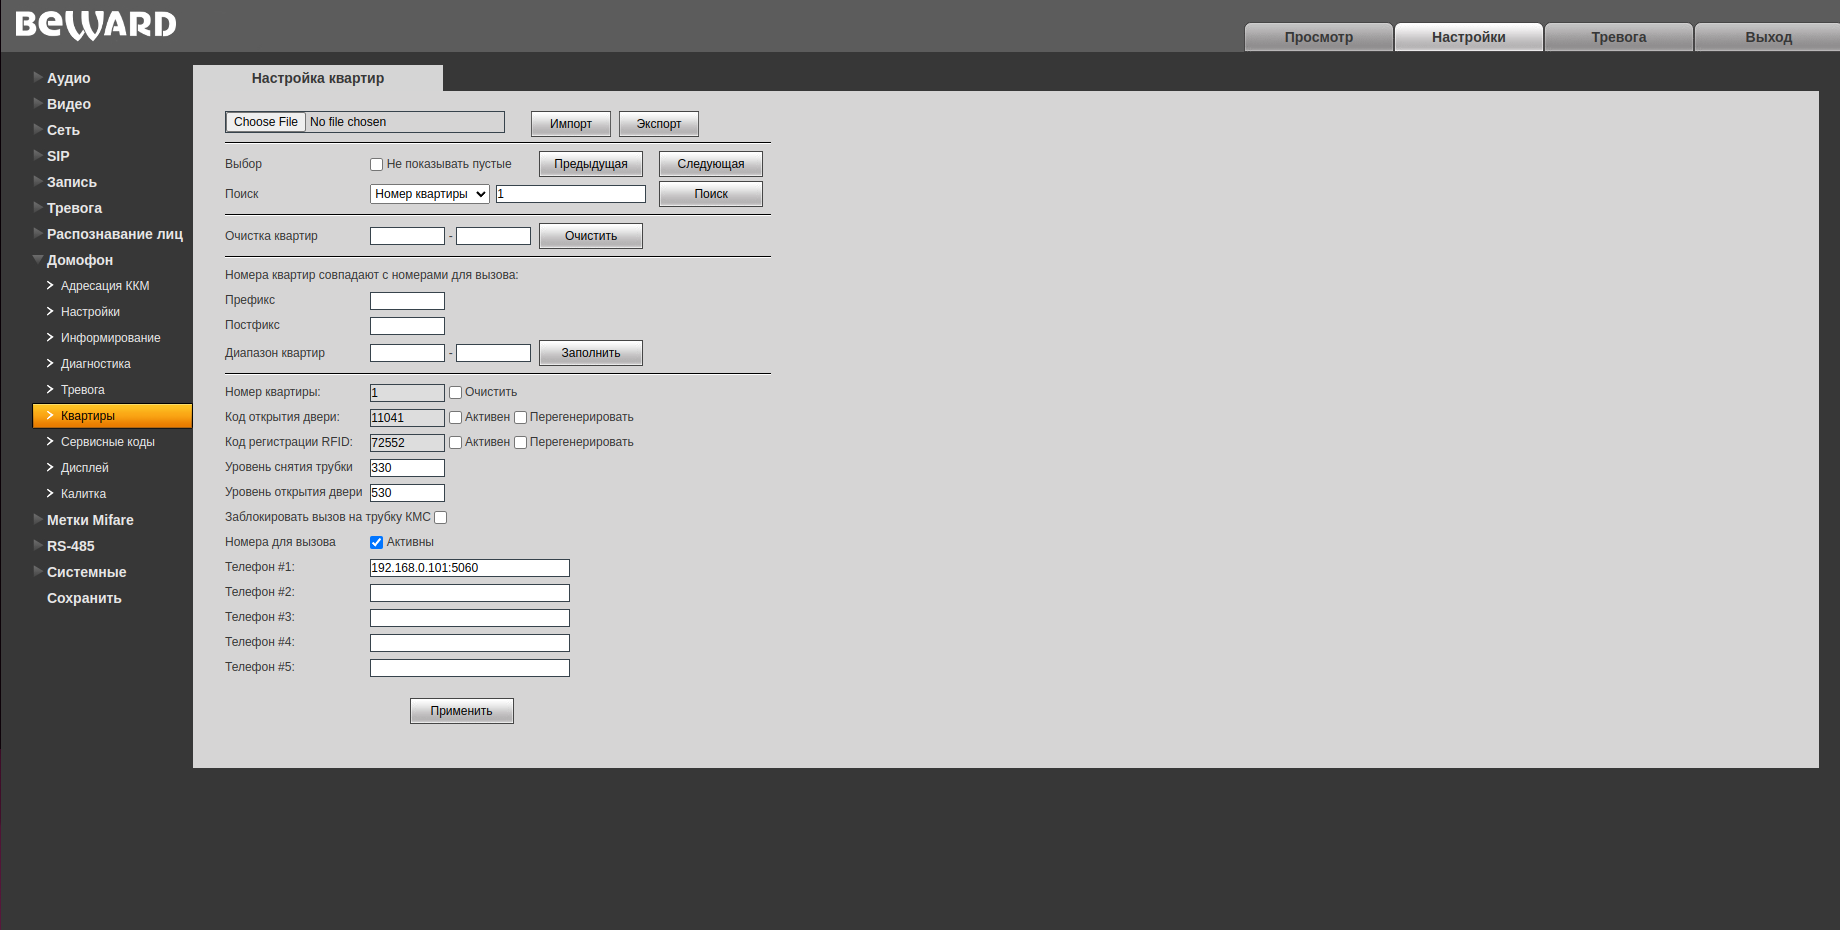 BEWARD
Просмотр Настройки Тревога Выход
Аудио
Видео
Сеть
SIP
Запись
Тревога
Распознавание лиц
Домофон
Адресация ККМ
Настройки
Информирование
Диагностика
Тревога
Квартиры
Сервисные коды
Дисплей
Калитка
Метки Mifare
RS-485
Системные
Сохранить
Настройка квартир
Choose File No file chosen Импорт Экспорт
Выбор Не показывать пустые Предыдущая Следующая
Поиск Номер квартиры 1 Поиск
Очистка квартир - Очистить
Номера квартир совпадают с номерами для вызова:
Префикс
Постфикс
Диапазон квартир - Заполнить
Номер квартиры: 1 Очистить
Код открытия двери: 11041 Активен Перегенерировать
Код регистрации RFID: 72552 Активен Перегенерировать
Уровень снятия трубки 330
Уровень открытия двери 530
Заблокировать вызов на трубку КМС
Номера для вызова Активны
Телефон #1: 192.168.0.101:5060
Телефон #2:
Телефон #3:
Телефон #4:
Телефон #5:
Применить